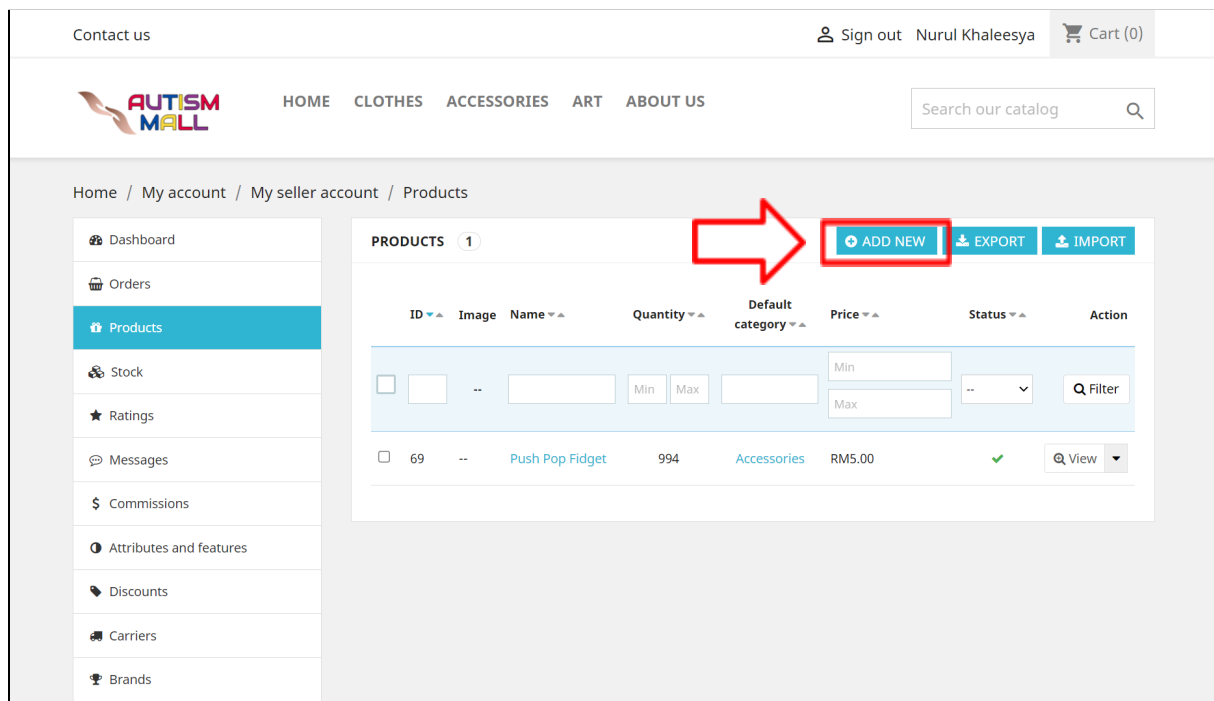 Contact us
Sign out Nurul Khaleesya Cart (0)
AUTISM MALL
HOME CLOTHES ACCESSORIES ART ABOUT US
Search our catalog
Home / My account / My seller account / Products
Dashboard
Orders
Products
Stock
Ratings
Messages
Commissions
Attributes and features
Discounts
Carriers
Brands
PRODUCTS 1
ADD NEW EXPORT IMPORT
ID Image Name Quantity Default category Price Status Action
-- Min Max Min Max -- Filter
69 -- Push Pop Fidget 994 Accessories RM5.00 View